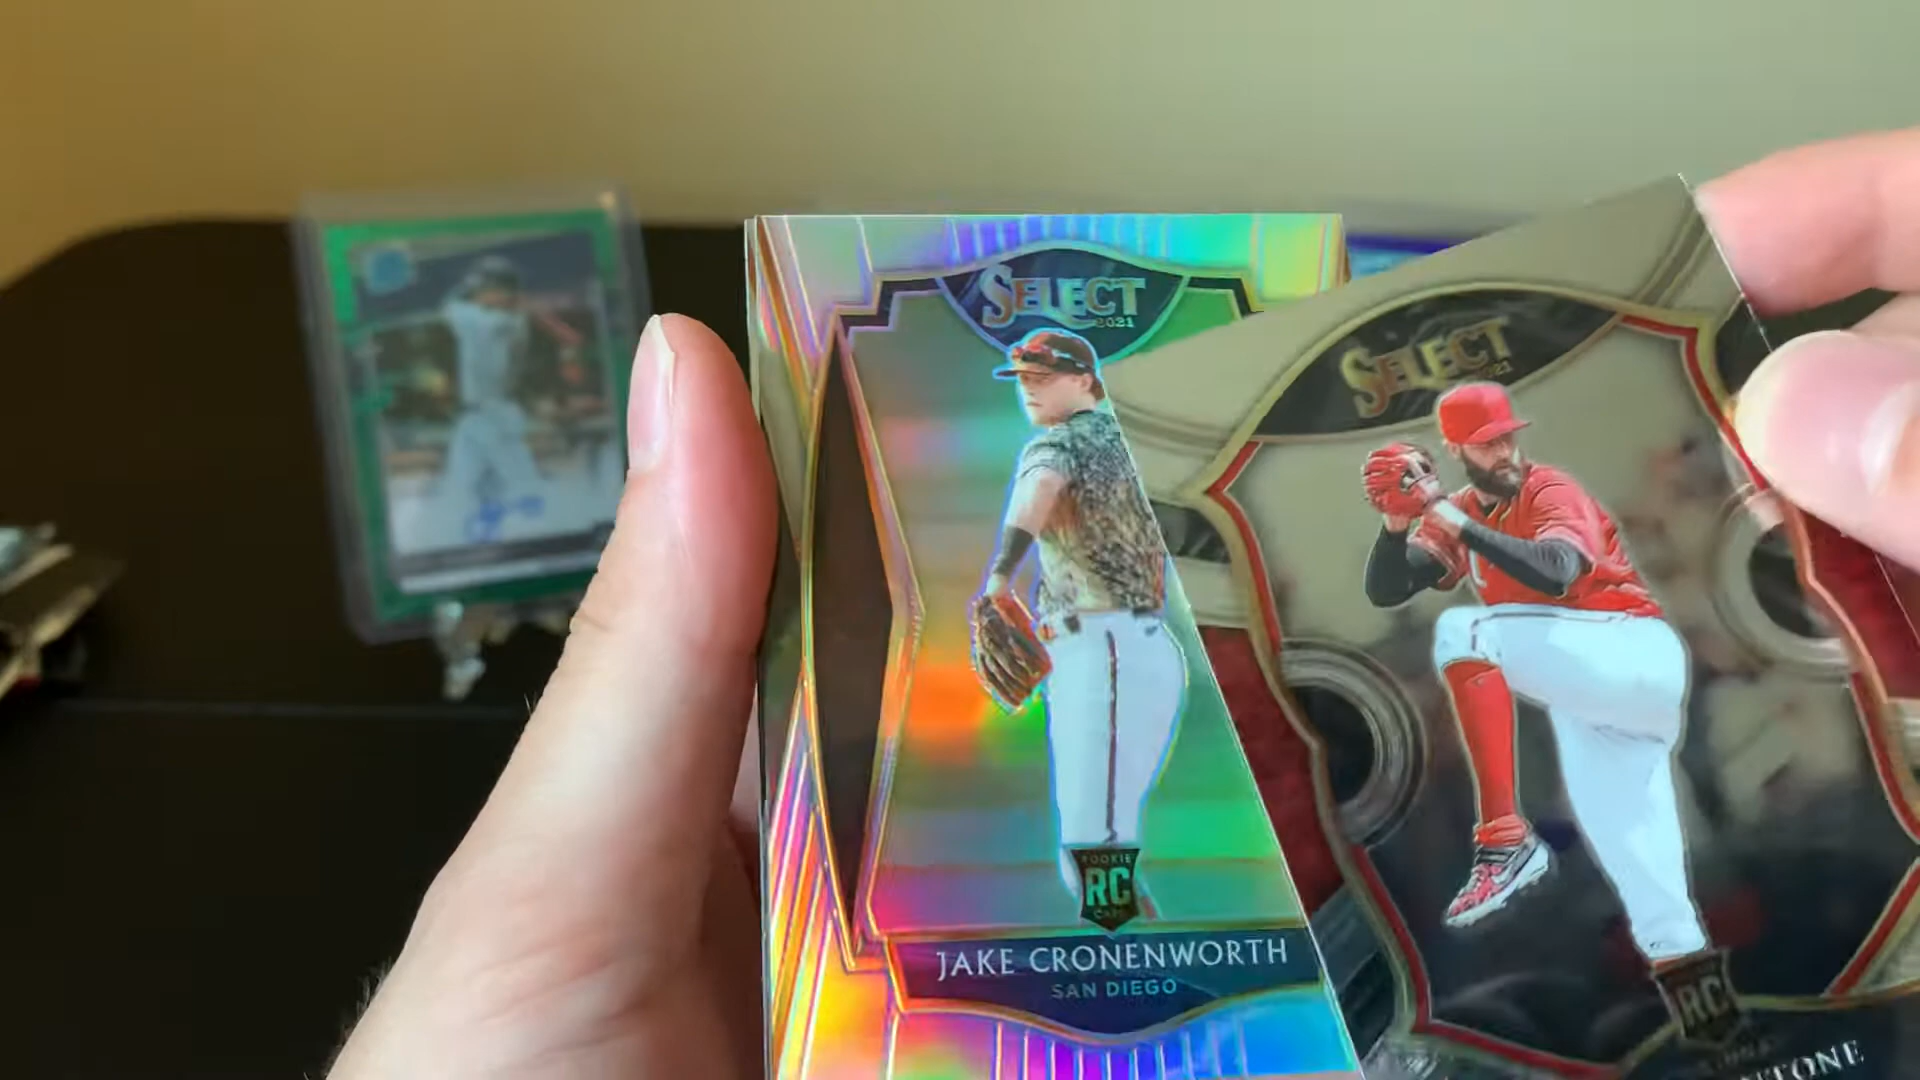 SELECT
2021
ROOKIE
RC
CARD
JAKE CRONENWORTH
SAN DIEGO
SELECT
2021
RC